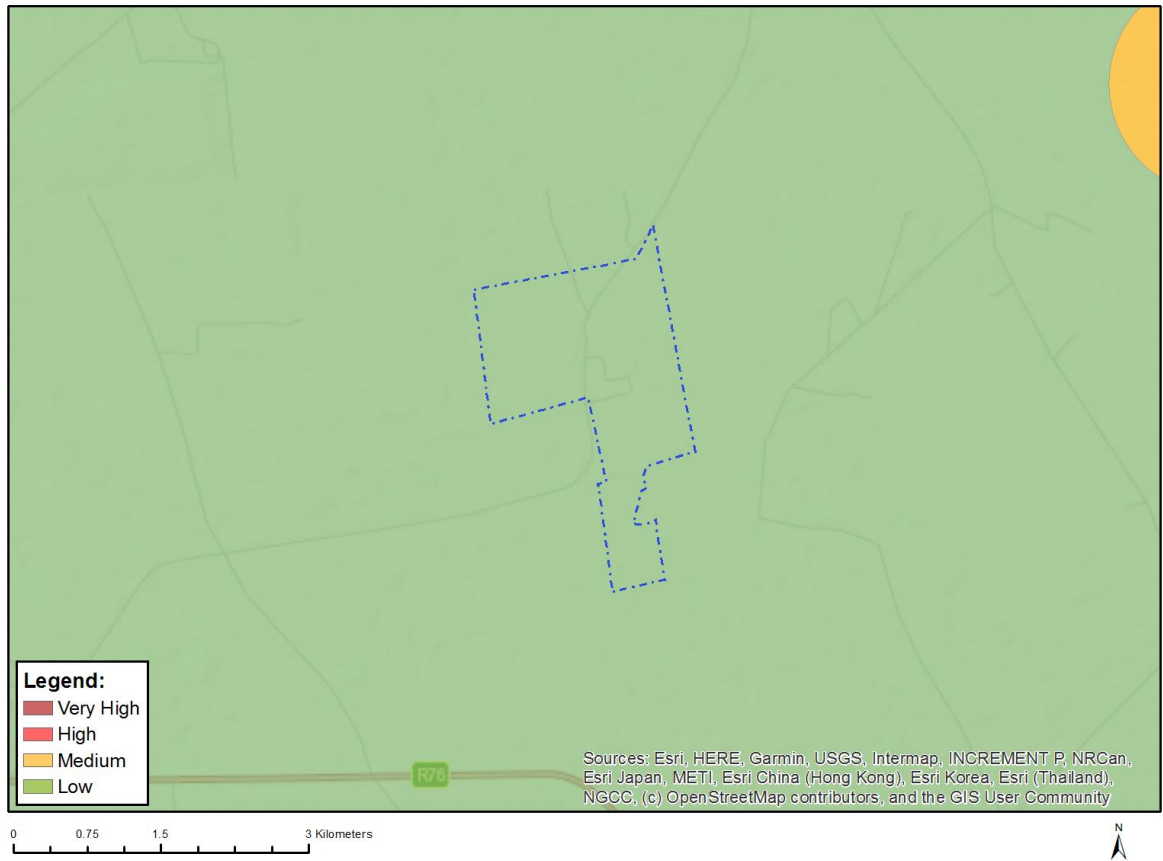 Legend:
Very High
High
Medium
Low
R76
Sources: Esri, HERE, Garmin, USGS, Intermap, INCREMENT P, NRCan,
Esri Japan, METI, Esri China (Hong Kong), Esri Korea, Esri (Thailand),
NGCC, (c) OpenStreetMap contributors, and the GIS User Community
0 0.75 1.5 3 Kilometers
N